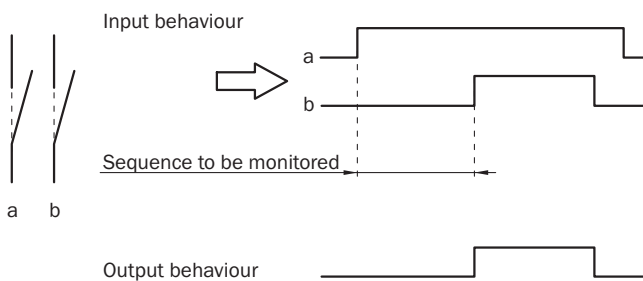 Input behaviour
a
b
Sequence to be monitored
a b
Output behaviour